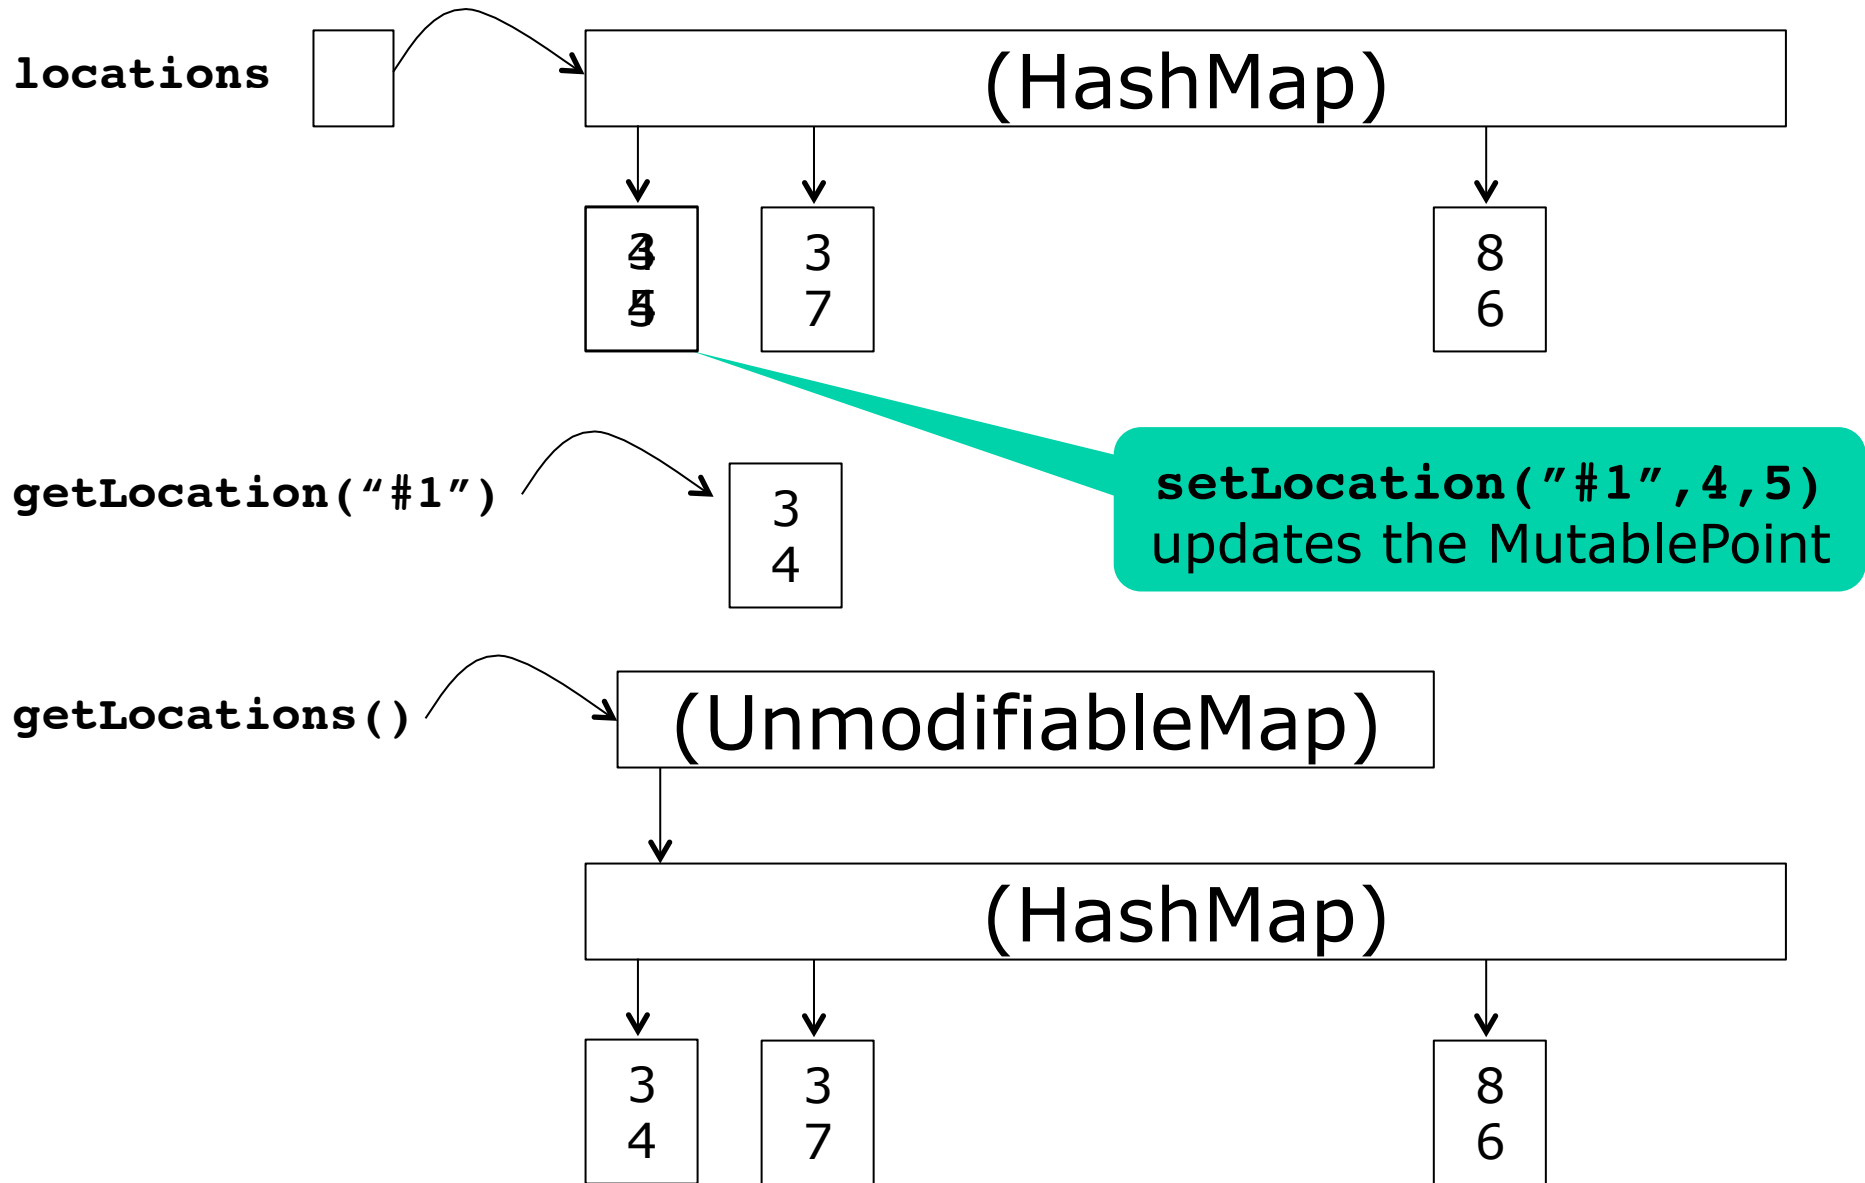 locations
(HashMap)
3
7
8
6
getLocation(“#1”)
3
4
setLocation(”#1”,4,5)
updates the MutablePoint
getLocations()
(UnmodifiableMap)
(HashMap)
3
4
3
7
8
6